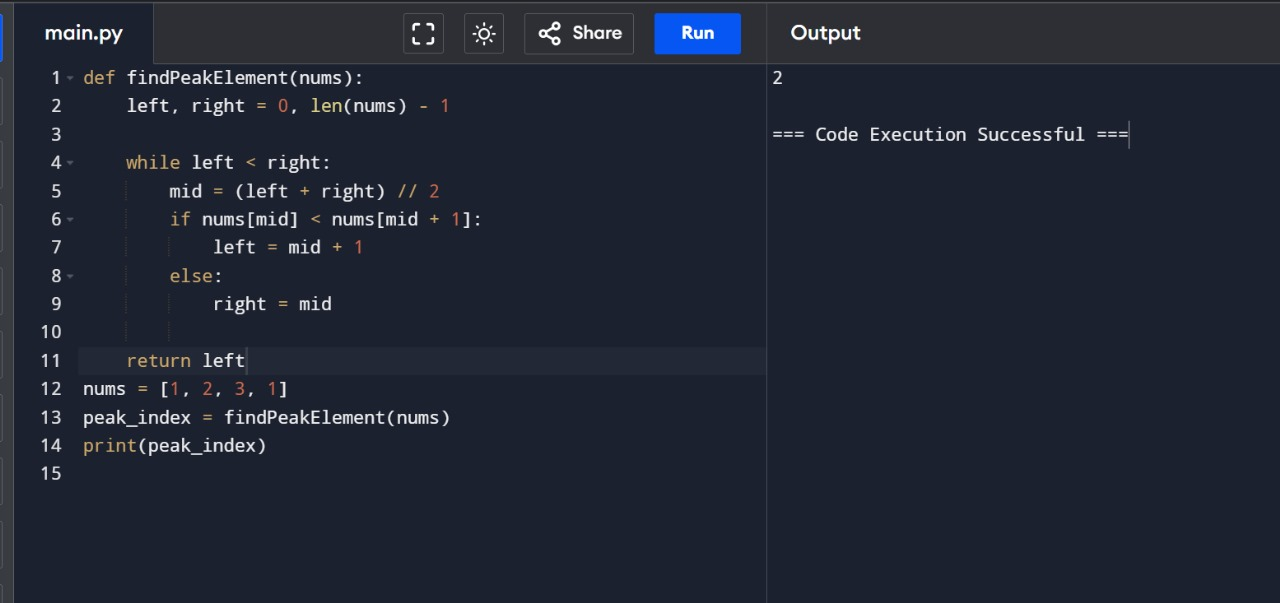 main.py
Share
Run
Output
1 def findPeakElement(nums):
2     left, right = 0, len(nums) - 1
3
4     while left < right:
5         mid = (left + right) // 2
6         if nums[mid] < nums[mid + 1]:
7             left = mid + 1
8         else:
9             right = mid
10
11     return left
12 nums = [1, 2, 3, 1]
13 peak_index = findPeakElement(nums)
14 print(peak_index)
15
2
=== Code Execution Successful ===